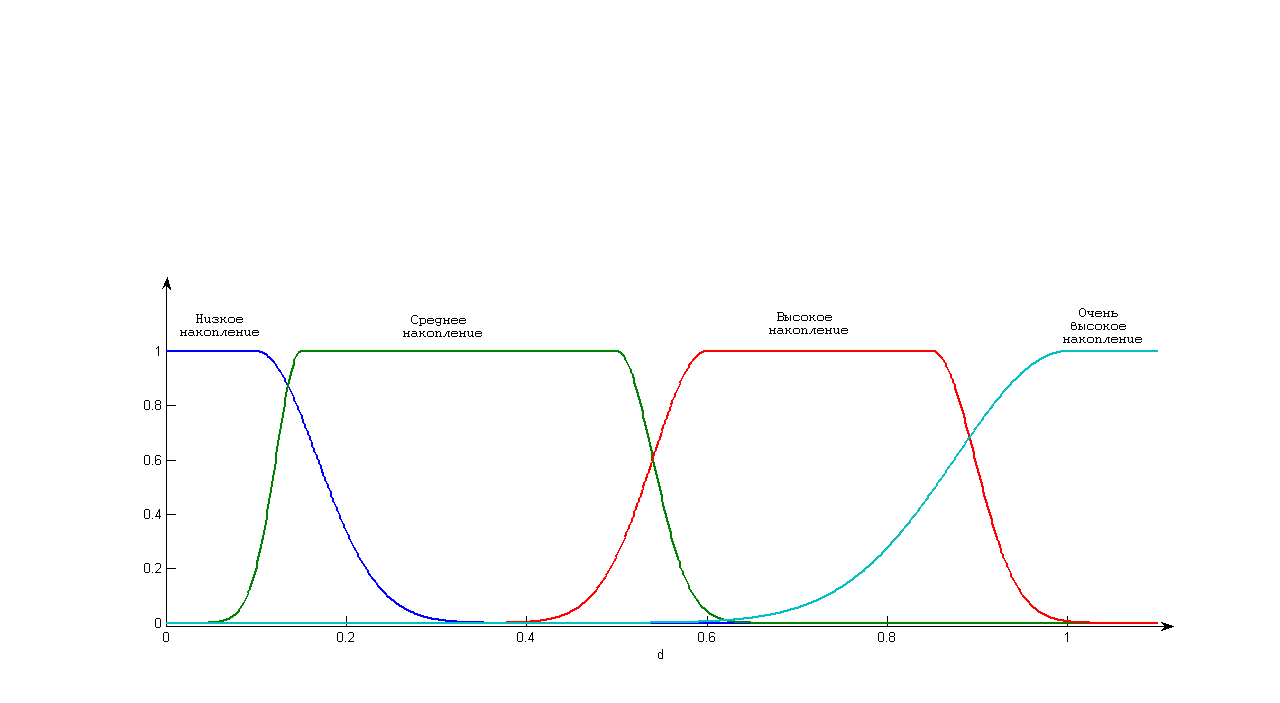 Низкое
накопление
Среднее
накопление
Высокое
накопление
Очень
высокое
накопление
1
0.8
0.6
0.4
0.2
0
0 0.2 0.4 0.6 0.8 1
d